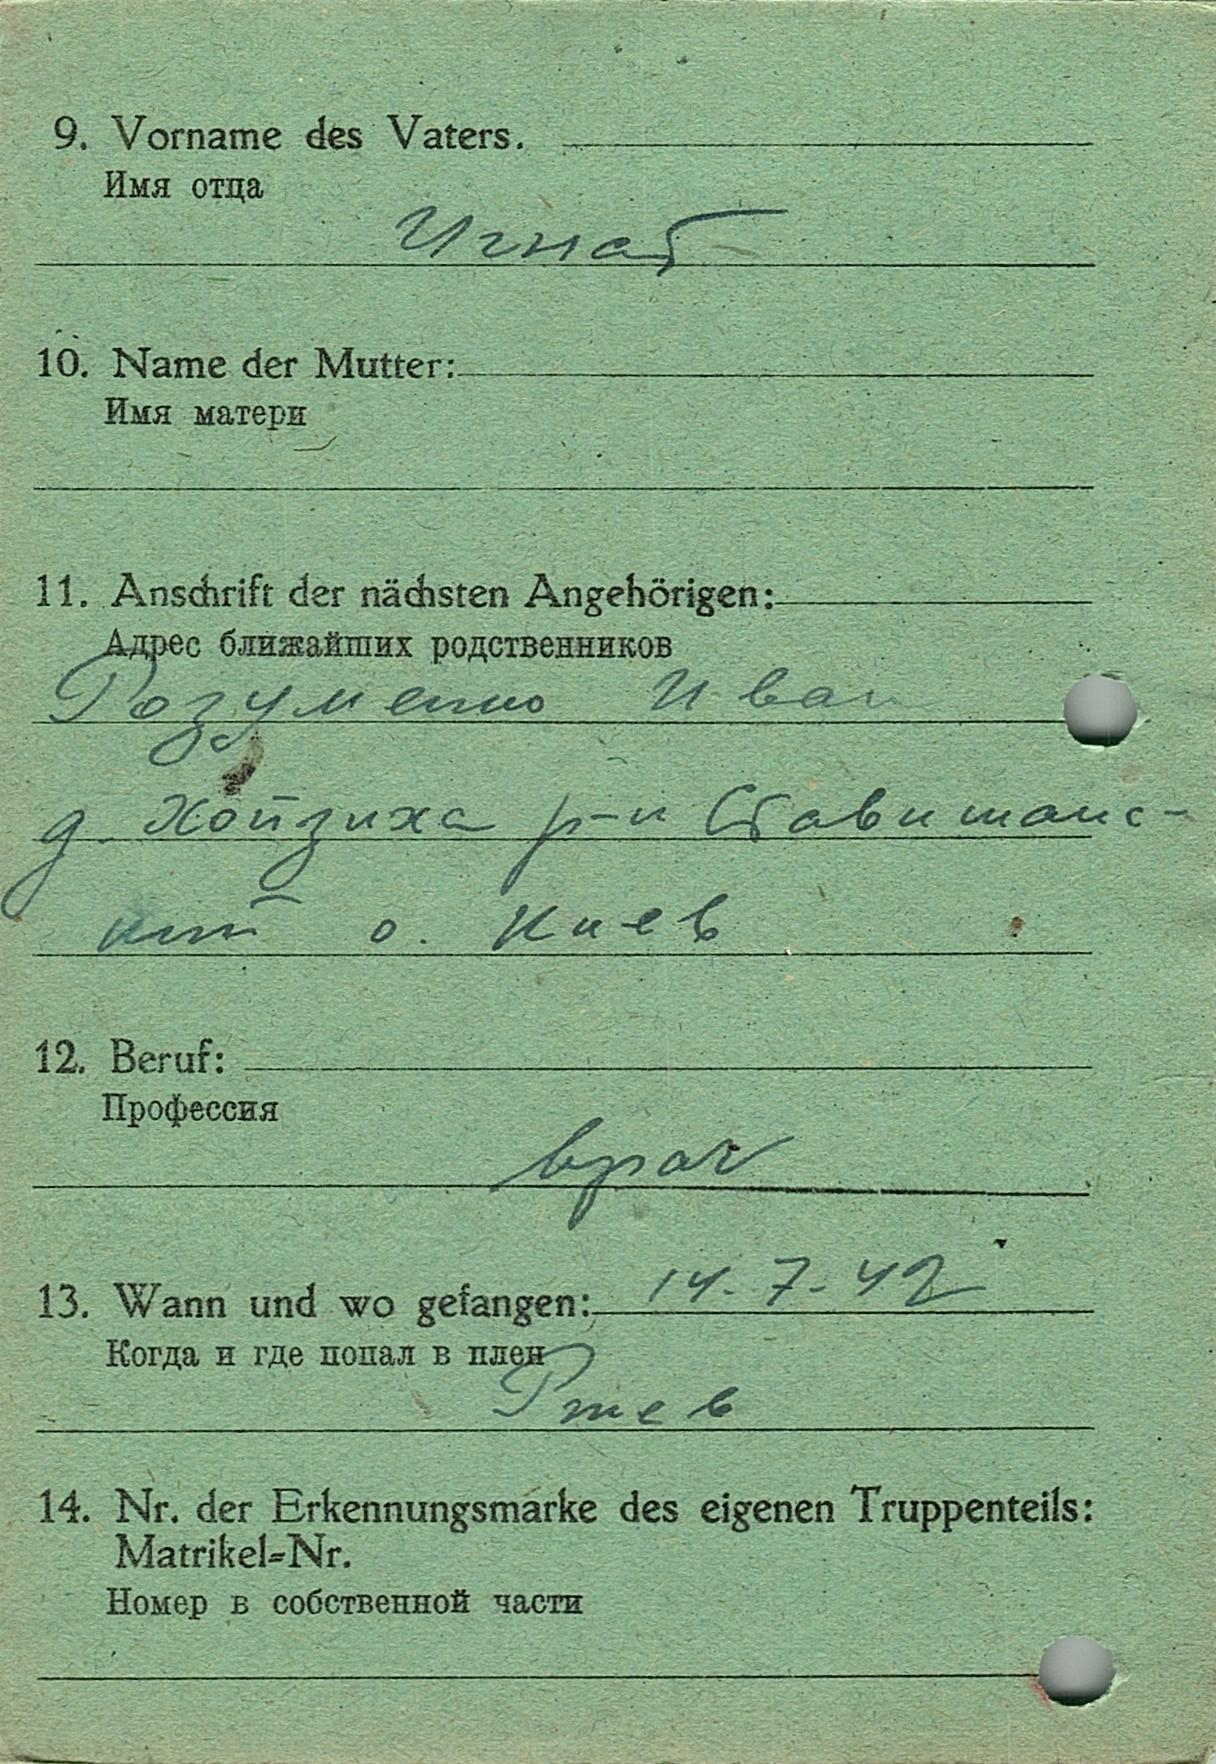 9. Vorname des Vaters.
Имя отца
Игнат
10. Name der Mutter:
Имя матери
11. Anschrift der nächsten Angehörigen:
Адрес ближайших родственников
Розуменко Иван
д. р-н Ставищанс-
кий о. Киев
12. Beruf:
Профессия
врач
13. Wann und wo gefangen: 14.7.42
Когда и где попал в плен
Ржев
14. Nr. der Erkennungsmarke des eigenen Truppenteils:
Matrikel=Nr.
Номер в собственной части